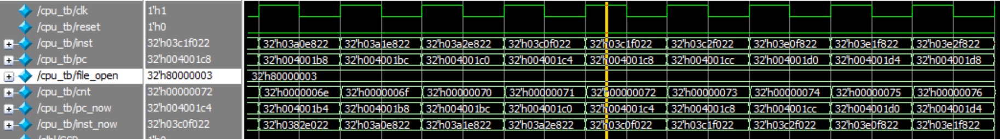 /cpu_tb/clk 1'h1
/cpu_tb/reset 1'h0
/cpu_tb/inst 32'h03c1f022 32'h03a0e822 32'h03a1e822 32'h03a2e822 32'h03c0f022 32'h03c1f022 32'h03c2f022 32'h03e0f822 32'h03e1f822 32'h03e2f822
/cpu_tb/pc 32'h004001c8 32'h004001b8 32'h004001bc 32'h004001c0 32'h004001c4 32'h004001c8 32'h004001cc 32'h004001d0 32'h004001d4 32'h004001d8
/cpu_tb/file_open 32'h80000003 32'h80000003
/cpu_tb/cnt 32'h00000072 32'h0000006e 32'h0000006f 32'h00000070 32'h00000071 32'h00000072 32'h00000073 32'h00000074 32'h00000075 32'h00000076
/cpu_tb/pc_now 32'h004001c4 32'h004001b4 32'h004001b8 32'h004001bc 32'h004001c0 32'h004001c4 32'h004001c8 32'h004001cc 32'h004001d0 32'h004001d4
/cpu_tb/inst_now 32'h03c0f022 32'h0382e022 32'h03a0e822 32'h03a1e822 32'h03a2e822 32'h03c0f022 32'h03c1f022 32'h03c2f022 32'h03e0f822 32'h03e1f822